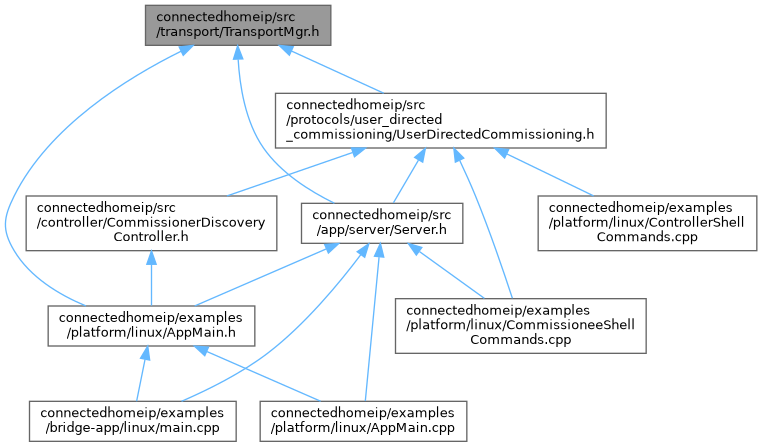 connectedhomeip/src
/transport/TransportMgr.h
connectedhomeip/src
/protocols/user_directed
_commissioning/UserDirectedCommissioning.h
connectedhomeip/src
/controller/CommissionerDiscovery
Controller.h
connectedhomeip/src
/app/server/Server.h
connectedhomeip/examples
/platform/linux/ControllerShell
Commands.cpp
connectedhomeip/examples
/platform/linux/AppMain.h
connectedhomeip/examples
/platform/linux/CommissioneeShell
Commands.cpp
connectedhomeip/examples
/bridge-app/linux/main.cpp
connectedhomeip/examples
/platform/linux/AppMain.cpp